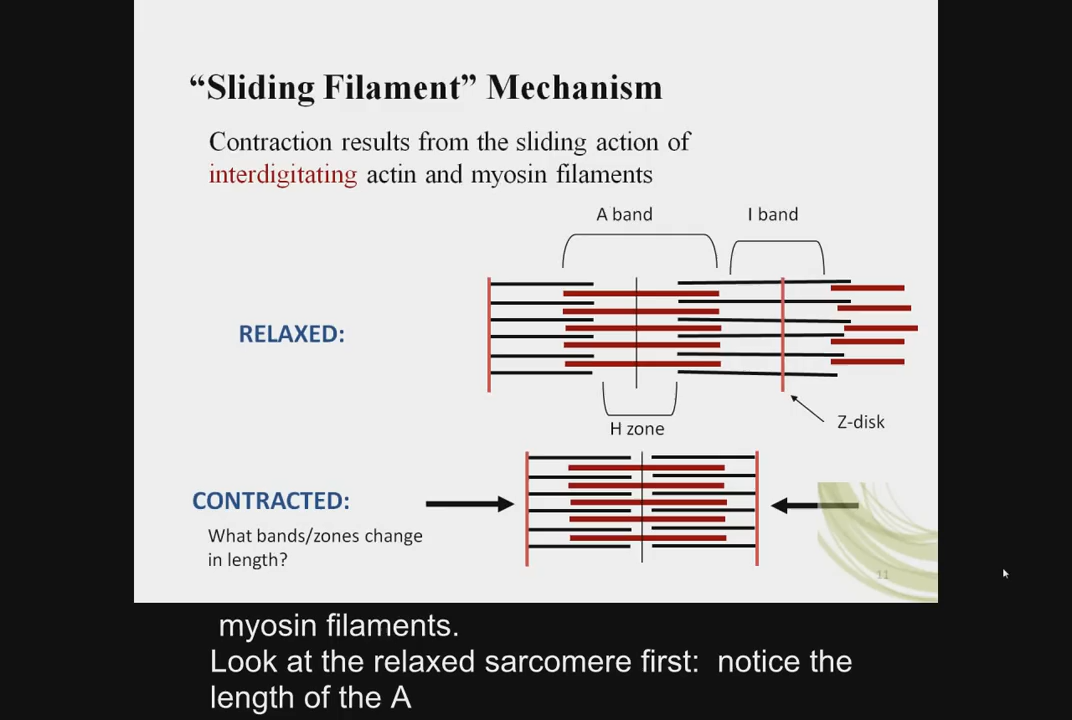 “Sliding Filament” Mechanism
Contraction results from the sliding action of
interdigitating actin and myosin filaments
A band
I band
RELAXED:
H zone
Z-disk
CONTRACTED:
What bands/zones change
in length?
11
myosin filaments.
Look at the relaxed sarcomere first:  notice the
length of the A